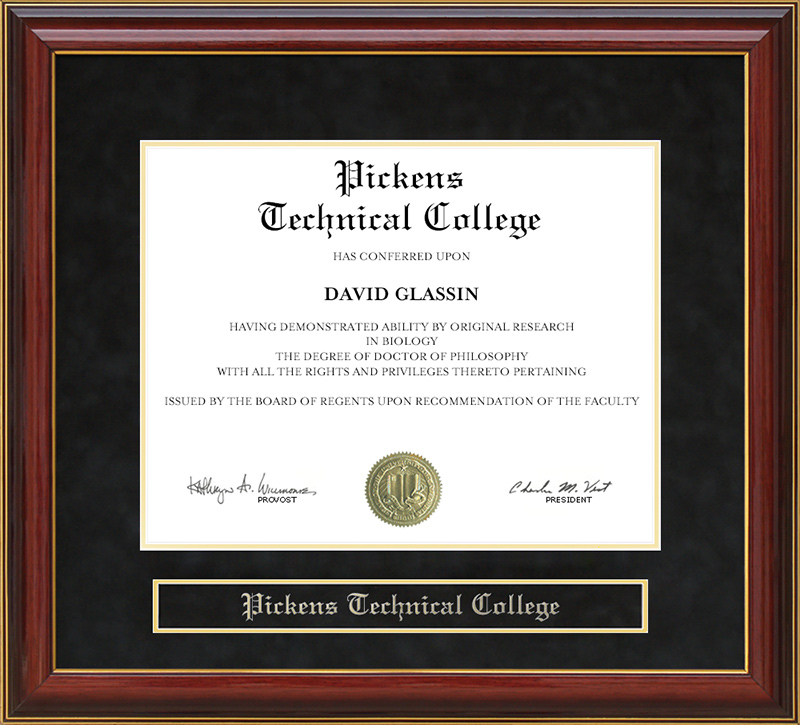 Pickens
Technical College
HAS CONFERRED UPON
DAVID GLASSIN
HAVING DEMONSTRATED ABILITY BY ORIGINAL RESEARCH
IN BIOLOGY
THE DEGREE OF DOCTOR OF PHILOSOPHY
WITH ALL THE RIGHTS AND PRIVILEGES THERETO PERTAINING
ISSUED BY THE BOARD OF REGENTS UPON RECOMMENDATION OF THE FACULTY
Charles M. Vest
PROVOST
PRESIDENT
Pickens Technical College